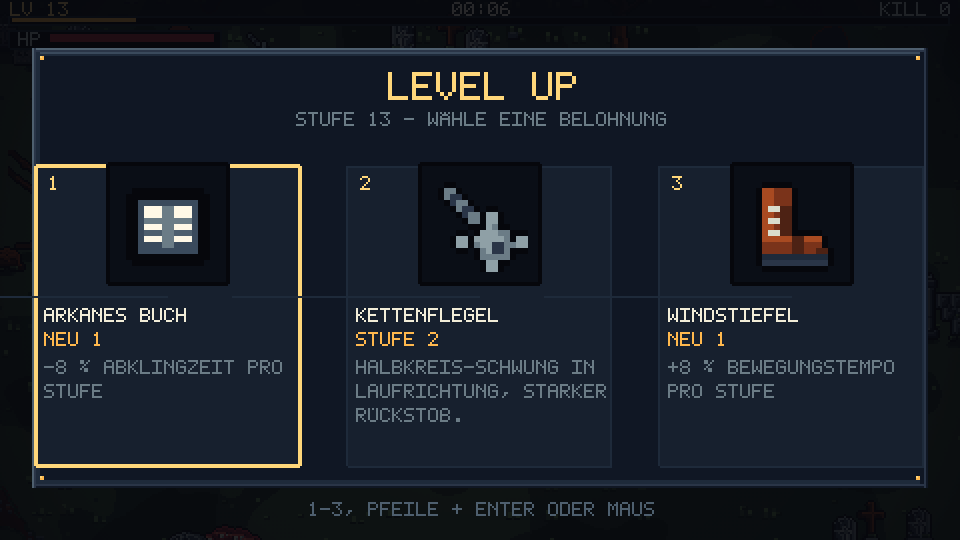 LV 13
00:06
KILL 0
HP
LEVEL UP
STUFE 13 - WÄHLE EINE BELOHNUNG
1
2
3
ARKANES BUCH
NEU 1
-8 % ABKLINGZEIT PRO
STUFE
KETTENFLEGEL
STUFE 2
HALBKREIS-SCHWUNG IN
LAUFRICHTUNG, STARKER
RÜCKSTOB.
WINDSTIEFEL
NEU 1
+8 % BEWEGUNGSTEMPO
PRO STUFE
1-3, PFEILE + ENTER ODER MAUS